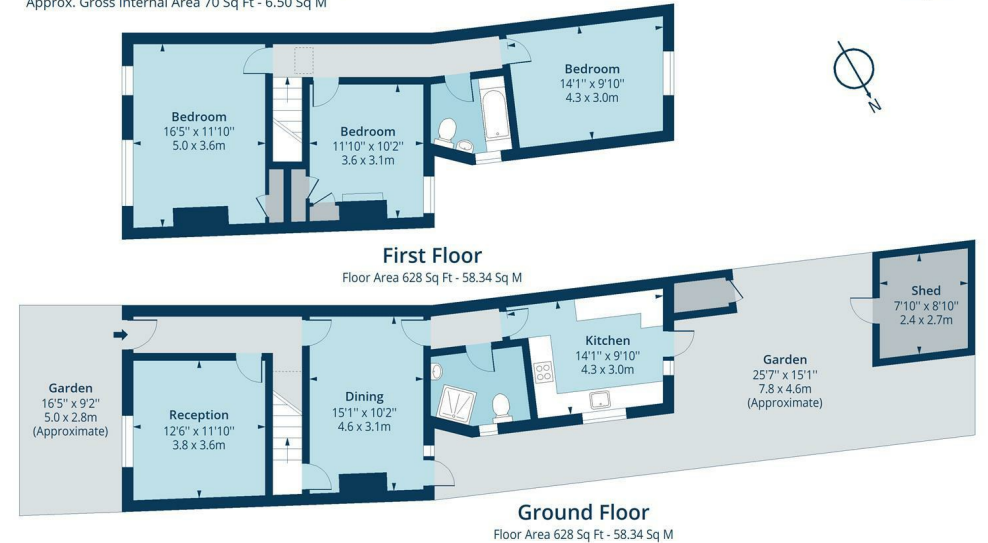 Approx. Gross Internal Area 70 Sq Ft - 6.50 Sq M
Bedroom
16'5'' x 11'10''
5.0 x 3.6m
Bedroom
11'10'' x 10'2''
3.6 x 3.1m
Bedroom
14'1'' x 9'10''
4.3 x 3.0m
N
First Floor
Floor Area 628 Sq Ft - 58.34 Sq M
Garden
16'5'' x 9'2''
5.0 x 2.8m
(Approximate)
Reception
12'6'' x 11'10''
3.8 x 3.6m
Dining
15'1'' x 10'2''
4.6 x 3.1m
Kitchen
14'1'' x 9'10''
4.3 x 3.0m
Garden
25'7'' x 15'1''
7.8 x 4.6m
(Approximate)
Shed
7'10'' x 8'10''
2.4 x 2.7m
Ground Floor
Floor Area 628 Sq Ft - 58.34 Sq M